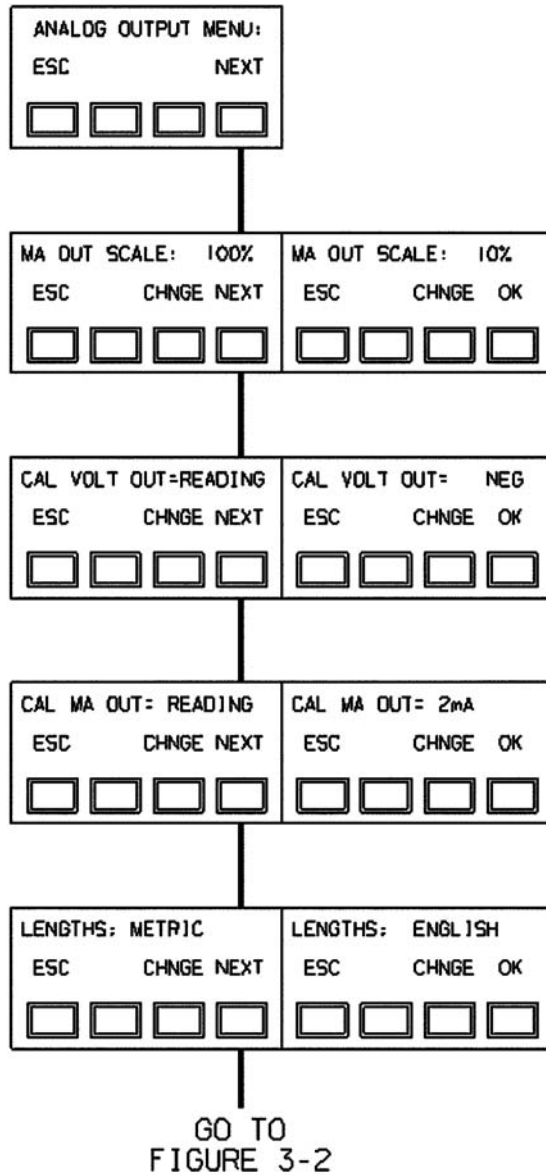 ANALOG OUTPUT MENU:
ESC NEXT
MA OUT SCALE: 100%
ESC CHNGE NEXT
MA OUT SCALE: 10%
ESC CHNGE OK
CAL VOLT OUT=READING
ESC CHNGE NEXT
CAL VOLT OUT= NEG
ESC CHNGE OK
CAL MA OUT= READING
ESC CHNGE NEXT
CAL MA OUT= 2mA
ESC CHNGE OK
LENGTHS: METRIC
ESC CHNGE NEXT
LENGTHS: ENGLISH
ESC CHNGE OK
GO TO
FIGURE 3-2